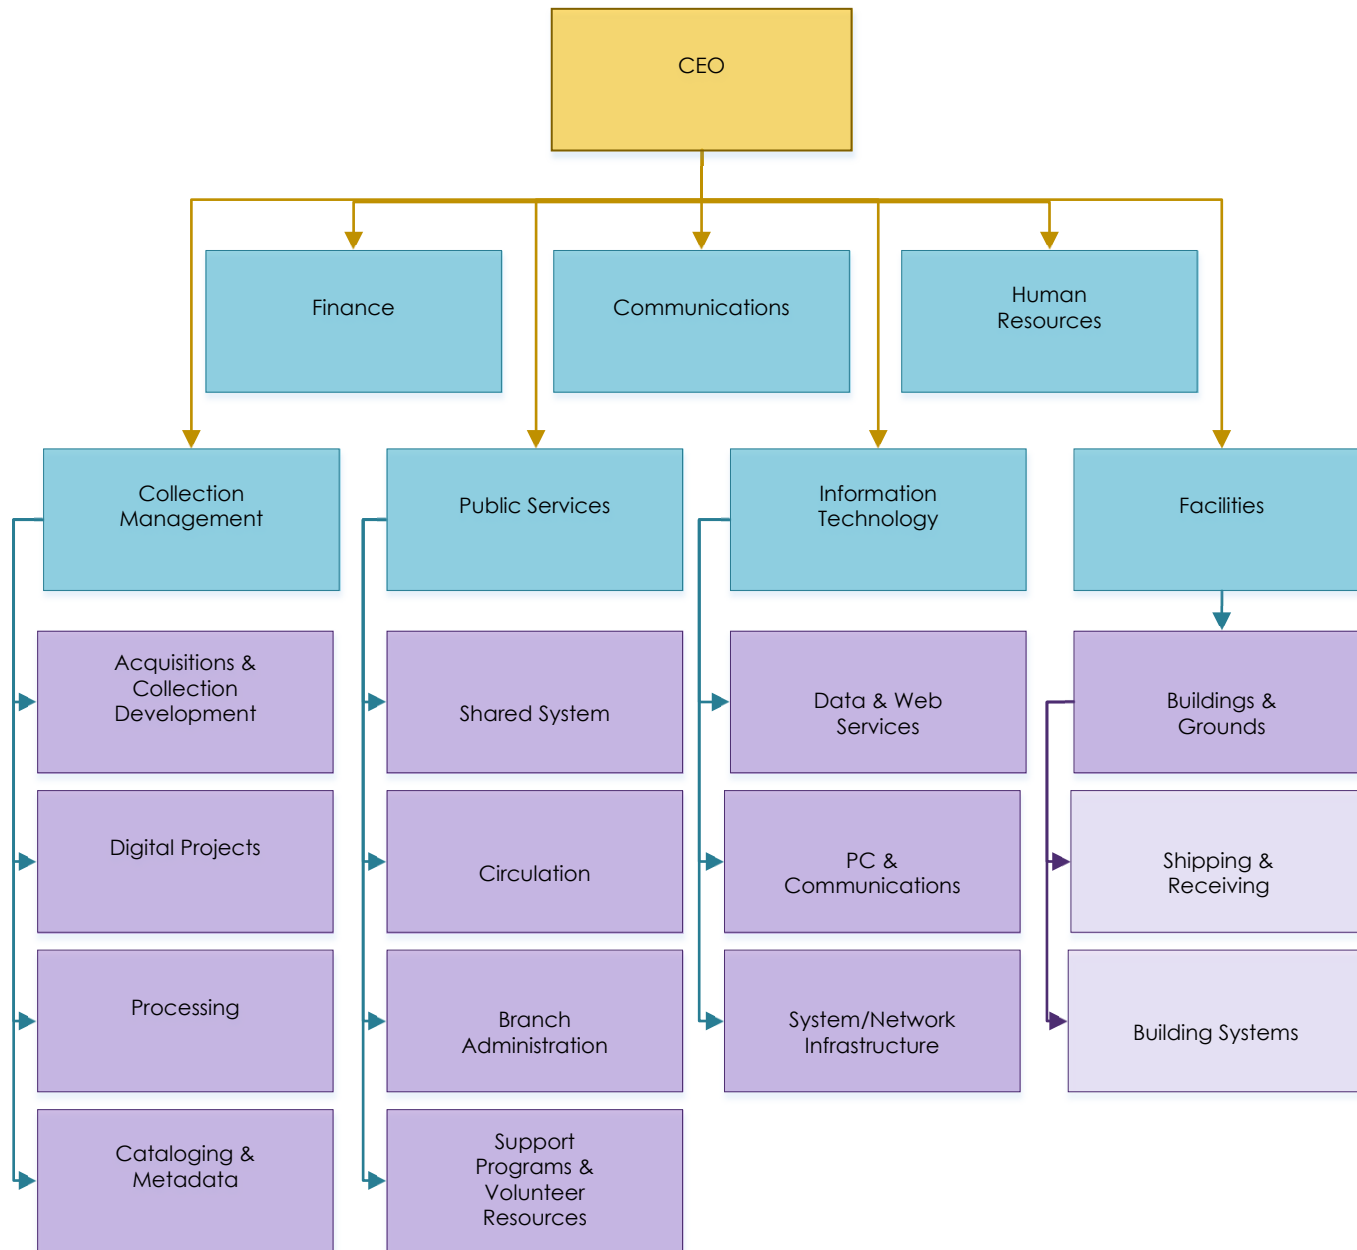 CEO
Finance
Communications
Human
Resources
Collection
Management
Public Services
Information
Technology
Facilities
Acquisitions &
Collection
Development
Shared System
Data & Web
Services
Buildings &
Grounds
Digital Projects
Circulation
PC &
Communications
Shipping &
Receiving
Processing
Branch
Administration
System/Network
Infrastructure
Building Systems
Cataloging &
Metadata
Support
Programs &
Volunteer
Resources